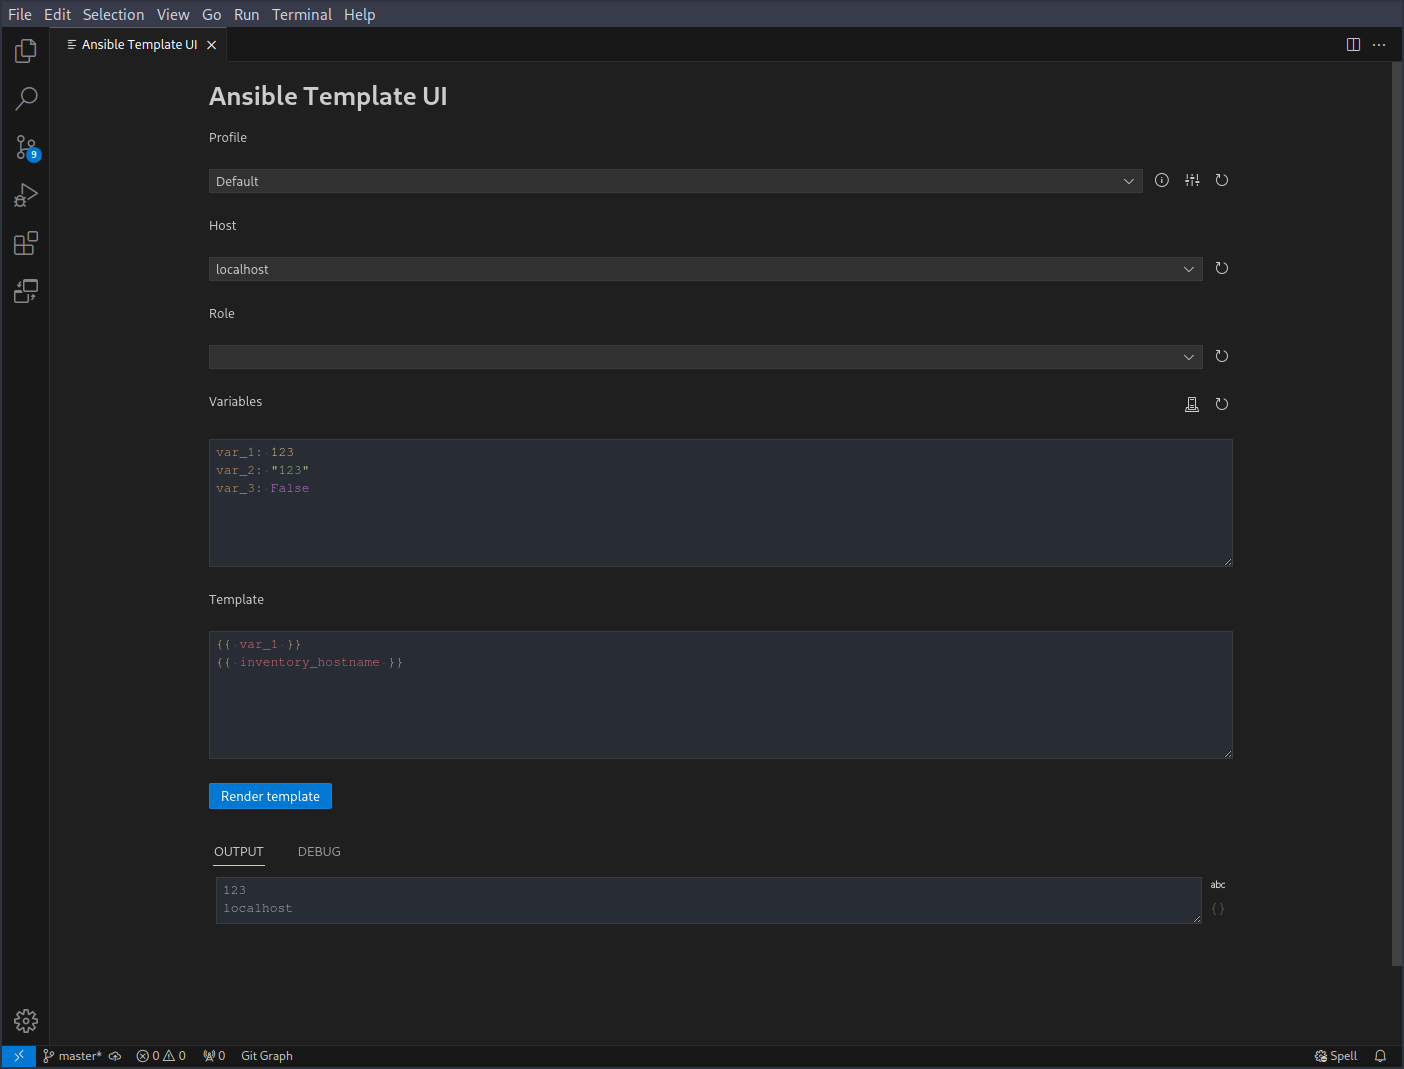 File Edit Selection View Go Run Terminal Help
Ansible Template UI
Ansible Template UI
Profile
Default
Host
localhost
Role
Variables
var_1: 123
var_2: "123"
var_3: False
Template
{{ var_1 }}
{{ inventory_hostname }}
Render template
OUTPUT DEBUG
123
localhost
abc
{}
9
master* 0 0 0 Git Graph Spell